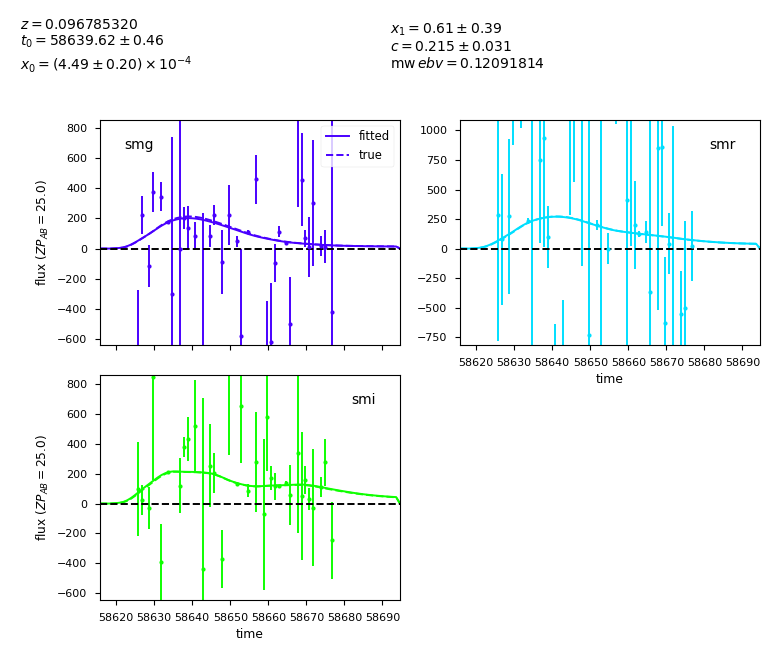 z = 0.096785320
t₀ = 58639.62 ± 0.46
x₀ = (4.49 ± 0.20) × 10⁻⁴
x₁ = 0.61 ± 0.39
c = 0.215 ± 0.031
mw ebv = 0.12091814
smg
fitted
true
800
600
400
200
0
−200
−400
−600
flux (ZP_AB = 25.0)
smr
1000
750
500
250
0
−250
−500
−750
58620 58630 58640 58650 58660 58670 58680 58690
time
smi
800
600
400
200
0
−200
−400
−600
flux (ZP_AB = 25.0)
58620 58630 58640 58650 58660 58670 58680 58690
time